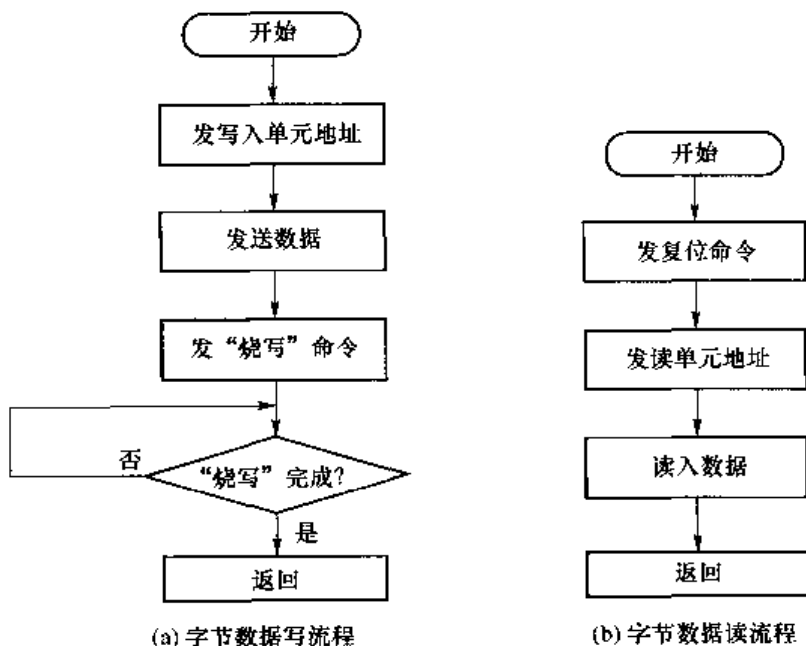 开始
发写入单元地址
发送数据
发“烧写”命令
否
“烧写”完成?
是
返回
(a) 字节数据写流程
开始
发复位命令
发读单元地址
读入数据
返回
(b) 字节数据读流程